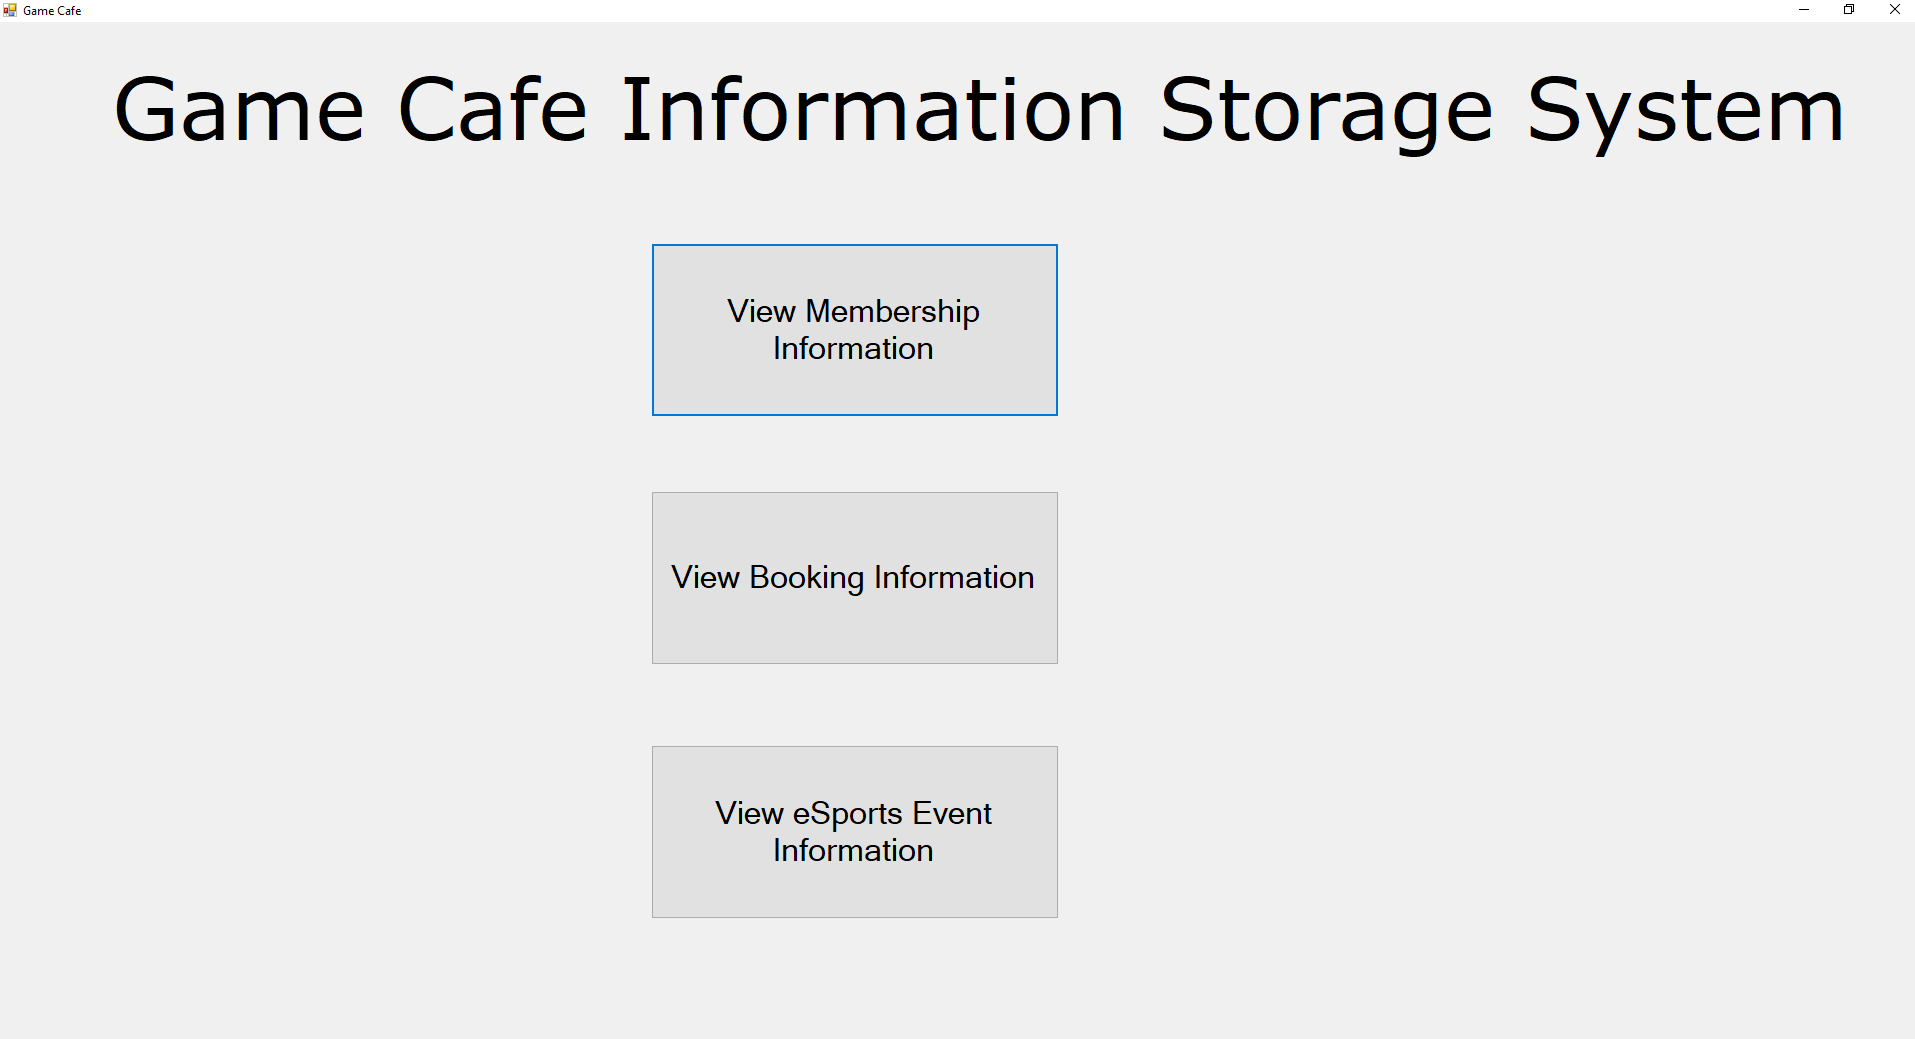 Game Cafe
Game Cafe Information Storage System
View Membership
Information
View Booking Information
View eSports Event
Information